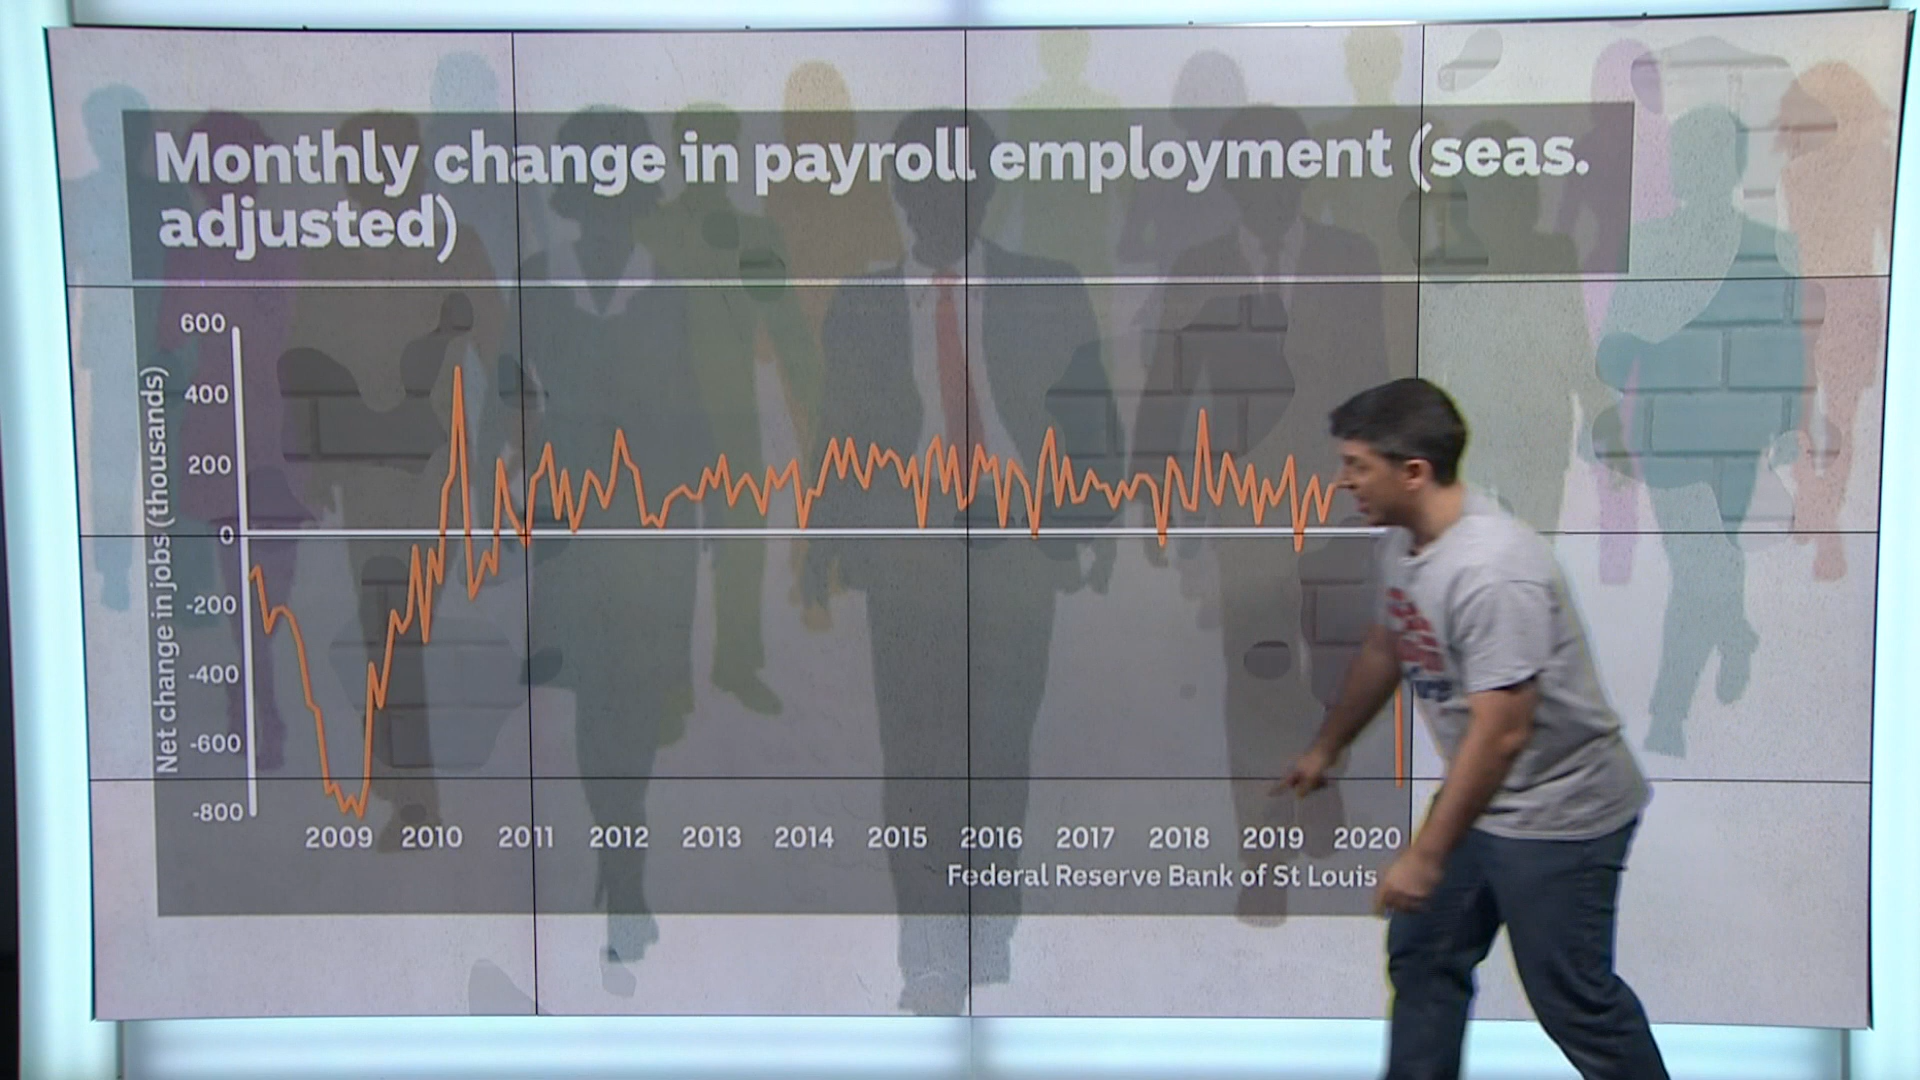 Monthly change in payroll employment (seas.
adjusted)
Net change in jobs (thousands)
600
400
200
0
-200
-400
-600
-800
2009 2010 2011 2012 2013 2014 2015 2016 2017 2018 2019 2020
Federal Reserve Bank of St Louis